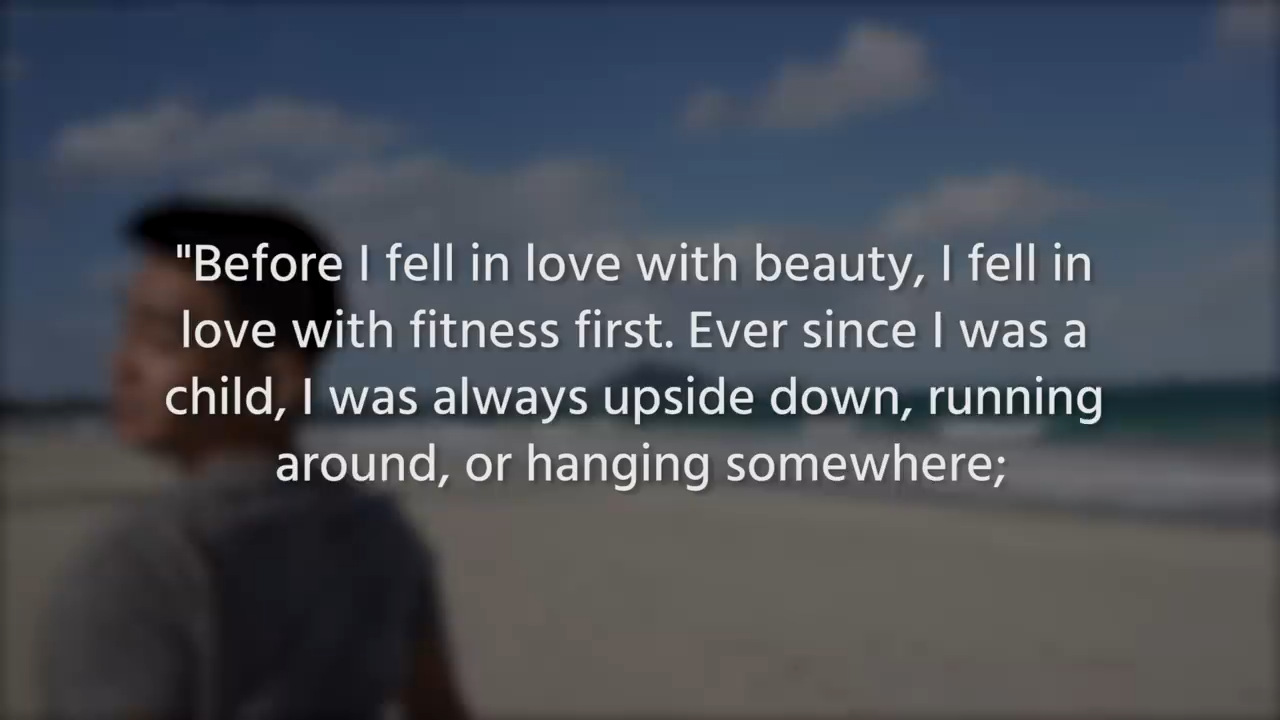 "Before I fell in love with beauty, I fell in
love with fitness first. Ever since I was a
child, I was always upside down, running
around, or hanging somewhere;